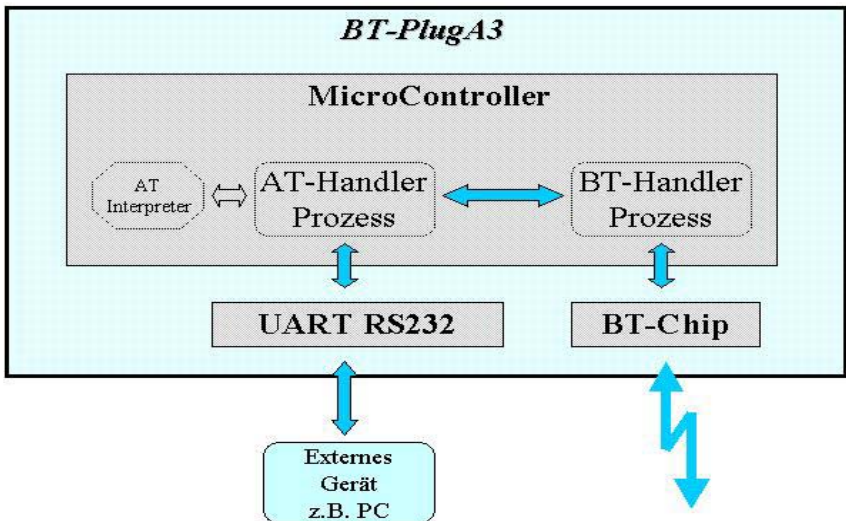 BT-PlugA3
MicroController
AT
Interpreter
AT-Handler
Prozess
BT-Handler
Prozess
UART RS232
BT-Chip
Externes
Gerät
z.B. PC